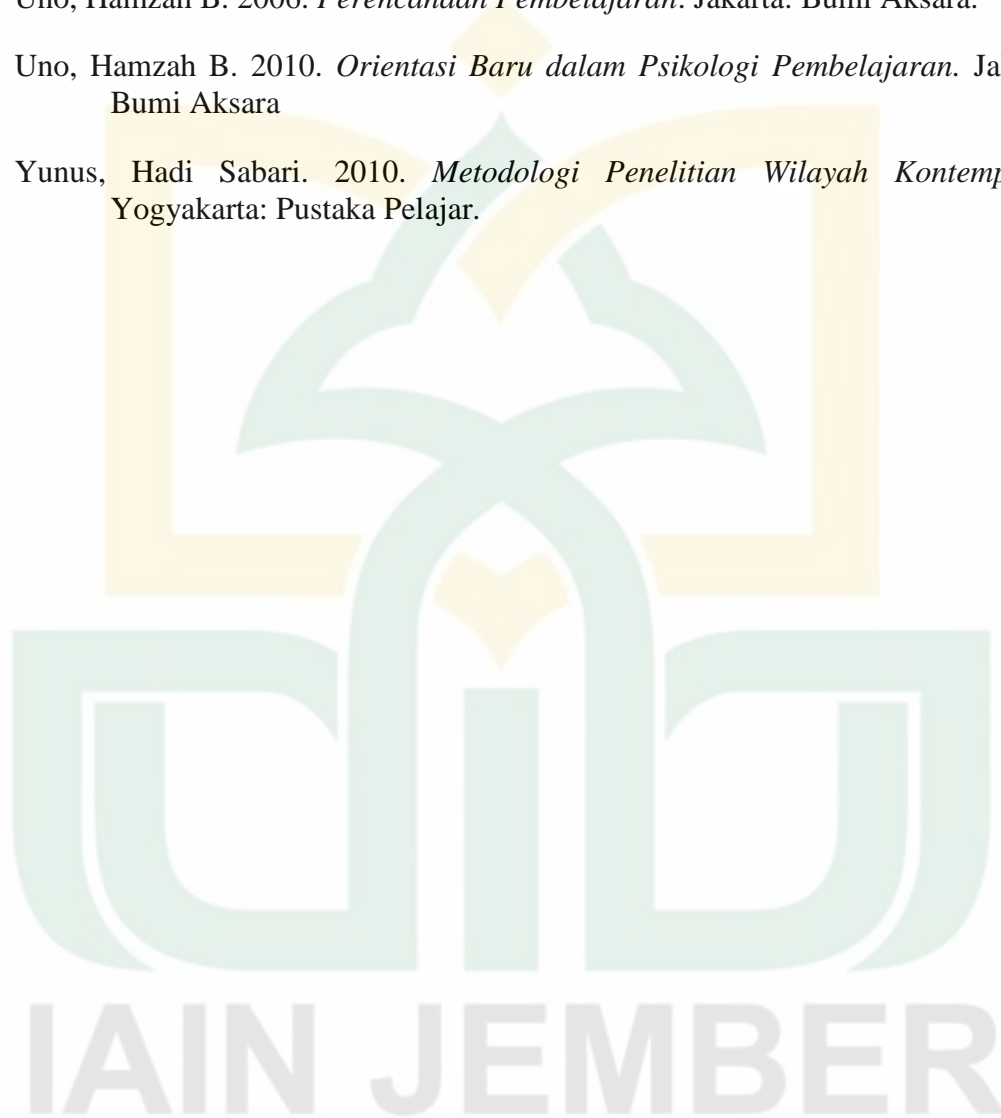 Uno, Hamzah B. 2006. Perencanaan Pembelajaran. Jakarta: Bumi Aksara.
Uno, Hamzah B. 2010. Orientasi Baru dalam Psikologi Pembelajaran. Ja
Bumi Aksara
Yunus, Hadi Sabari. 2010. Metodologi Penelitian Wilayah Kontemp
Yogyakarta: Pustaka Pelajar.
IAIN JEMBER